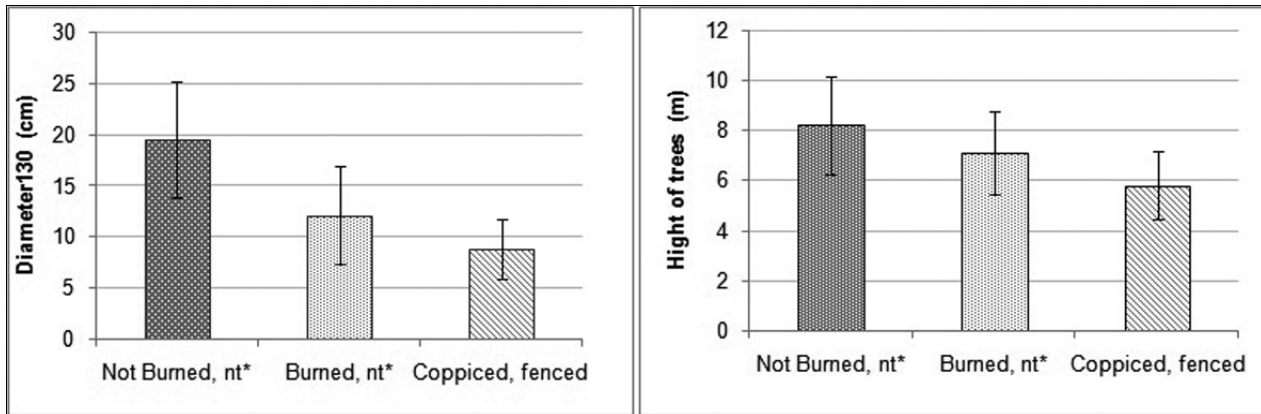 Diameter130 (cm)
30
25
20
15
10
5
0
Not Burned, nt*
Burned, nt*
Coppiced, fenced
Hight of trees (m)
12
10
8
6
4
2
0
Not Burned, nt*
Burned, nt*
Coppiced, fenced